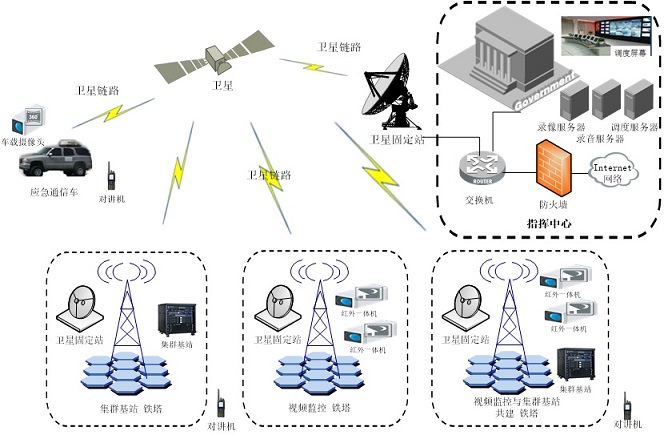 卫星链路
卫星
卫星链路
360°
车载摄像头
应急通信车
对讲机
卫星链路
卫星固定站
Government
调度屏幕
录像服务器
调度服务器
录音服务器
ROUTER
交换机
防火墙
Internet
网络
指挥中心
卫星固定站
集群基站
集群基站 铁塔
对讲机
卫星固定站
红外一体机
红外一体机
视频监控 铁塔
卫星固定站
红外一体机
红外一体机
集群基站
视频监控与集群基站
共建 铁塔
对讲机